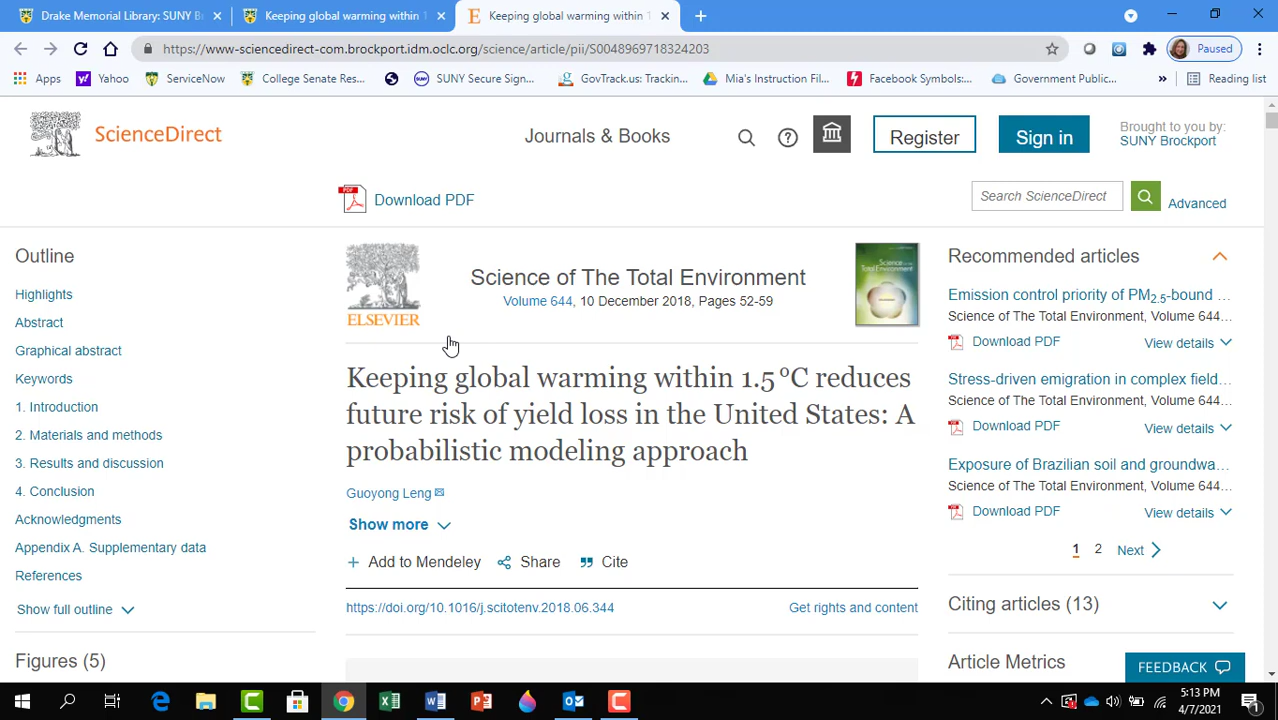 Drake Memorial Library: SUNY B
Keeping global warming within 1
Keeping global warming within 1
https://www-sciencedirect-com.brockport.idm.oclc.org/science/article/pii/S0048969718324203
Paused
Apps
Yahoo
ServiceNow
College Senate Res...
SUNY Secure Sign...
GovTrack.us: Trackin...
Mia's Instruction Fil...
Facebook Symbols:...
Government Public...
»
Reading list
ScienceDirect
Journals & Books
Register
Sign in
Brought to you by:
SUNY Brockport
Download PDF
Search ScienceDirect
Advanced
Outline
Highlights
Abstract
Graphical abstract
Keywords
1. Introduction
2. Materials and methods
3. Results and discussion
4. Conclusion
Acknowledgments
Appendix A. Supplementary data
References
Show full outline
Figures (5)
ELSEVIER
Science of The Total Environment
Volume 644, 10 December 2018, Pages 52-59
Keeping global warming within 1.5 °C reduces
future risk of yield loss in the United States: A
probabilistic modeling approach
Guoyong Leng
Show more
Add to Mendeley
Share
Cite
https://doi.org/10.1016/j.scitotenv.2018.06.344
Get rights and content
Recommended articles
Emission control priority of PM2.5-bound ...
Science of The Total Environment, Volume 644...
Download PDF
View details
Stress-driven emigration in complex field...
Science of The Total Environment, Volume 644...
Download PDF
View details
Exposure of Brazilian soil and groundwa...
Science of The Total Environment, Volume 644...
Download PDF
View details
1
2
Next
Citing articles (13)
Article Metrics
FEEDBACK
5:13 PM
4/7/2021